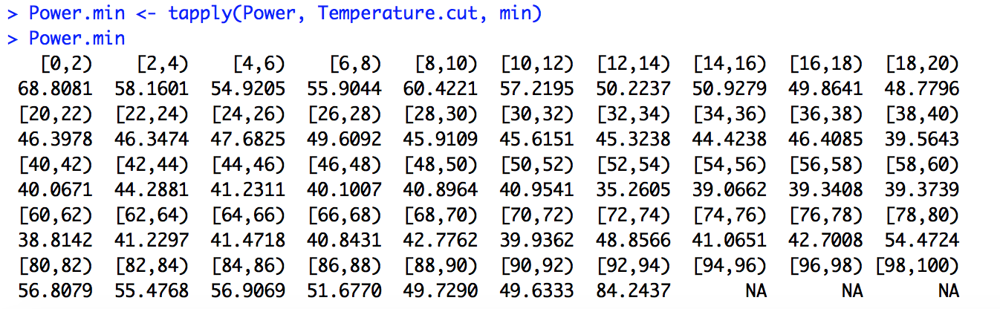 > Power.min <- tapply(Power, Temperature.cut, min)
> Power.min
[0,2) [2,4) [4,6) [6,8) [8,10) [10,12) [12,14) [14,16) [16,18) [18,20)
68.8081 58.1601 54.9205 55.9044 60.4221 57.2195 50.2237 50.9279 49.8641 48.7796
[20,22) [22,24) [24,26) [26,28) [28,30) [30,32) [32,34) [34,36) [36,38) [38,40)
46.3978 46.3474 47.6825 49.6092 45.9109 45.6151 45.3238 44.4238 46.4085 39.5643
[40,42) [42,44) [44,46) [46,48) [48,50) [50,52) [52,54) [54,56) [56,58) [58,60)
40.0671 44.2881 41.2311 40.1007 40.8964 40.9541 35.2605 39.0662 39.3408 39.3739
[60,62) [62,64) [64,66) [66,68) [68,70) [70,72) [72,74) [74,76) [76,78) [78,80)
38.8142 41.2297 41.4718 40.8431 42.7762 39.9362 48.8566 41.0651 42.7008 54.4724
[80,82) [82,84) [84,86) [86,88) [88,90) [90,92) [92,94) [94,96) [96,98) [98,100)
56.8079 55.4768 56.9069 51.6770 49.7290 49.6333 84.2437 NA NA NA